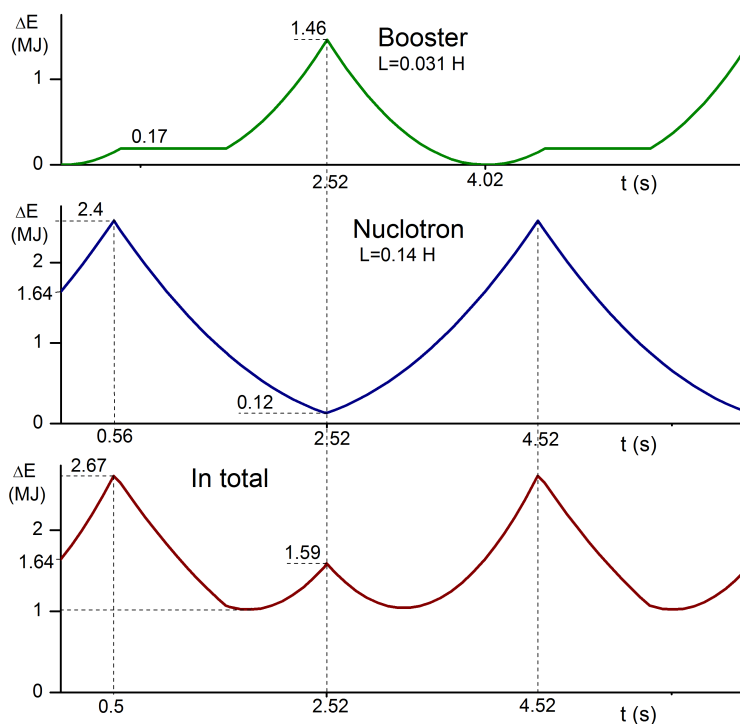 ΔE
(MJ)
1.46
Booster
L=0.031 H
1
0.17
0
2.52
4.02
t (s)
ΔE
(MJ)
2.4
Nuclotron
L=0.14 H
2
1.64
1
0.12
0
0.56
2.52
4.52
t (s)
ΔE
(MJ)
2.67
In total
2
1.64
1.59
1
0
0.5
2.52
4.52
t (s)